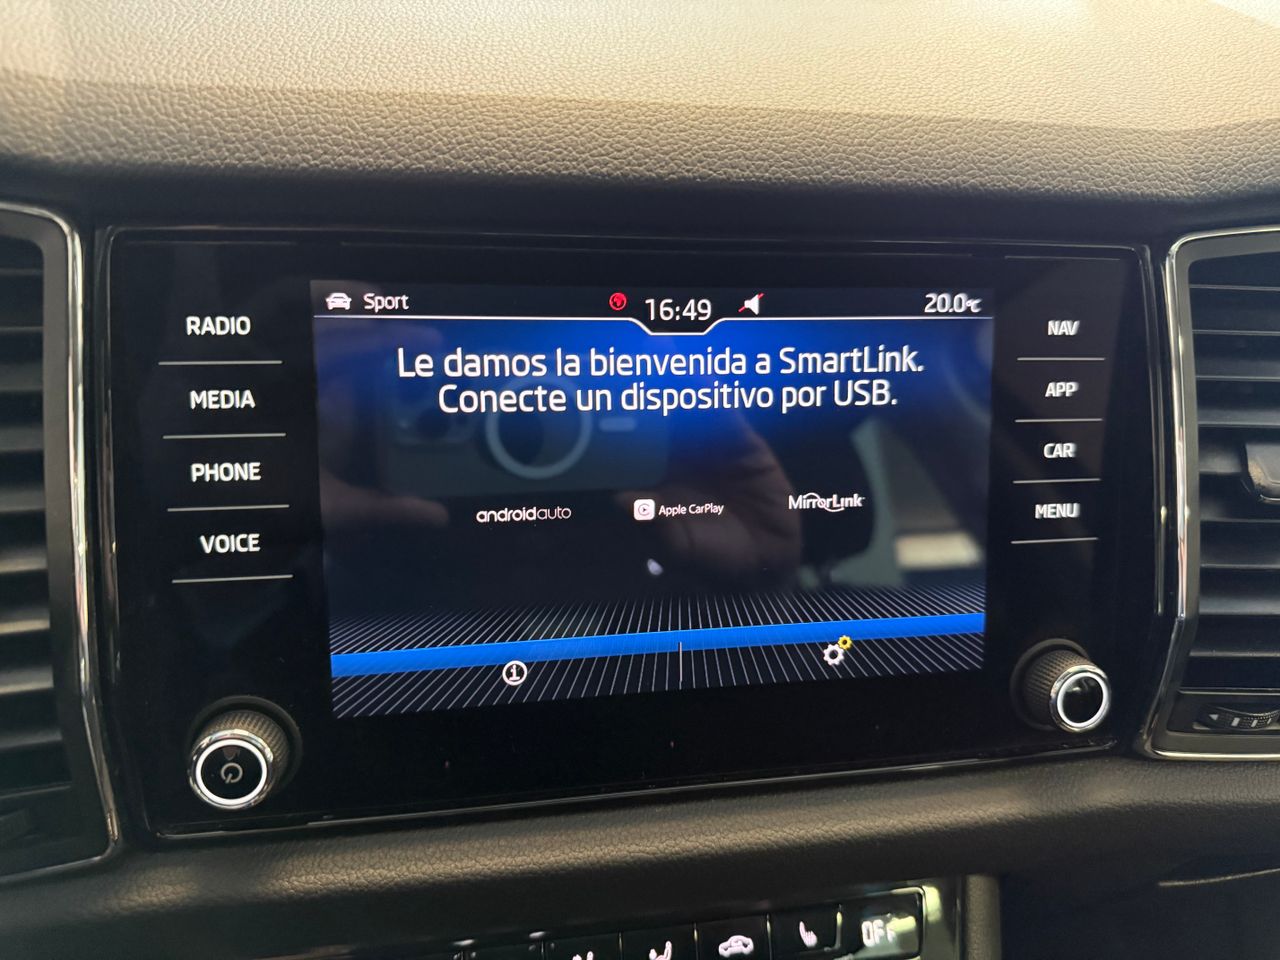 Sport 16:49 20.0°C
Le damos la bienvenida a SmartLink.
Conecte un dispositivo por USB.
androidauto Apple CarPlay MirrorLink
RADIO
MEDIA
PHONE
VOICE
NAV
APP
CAR
MENU
OFF